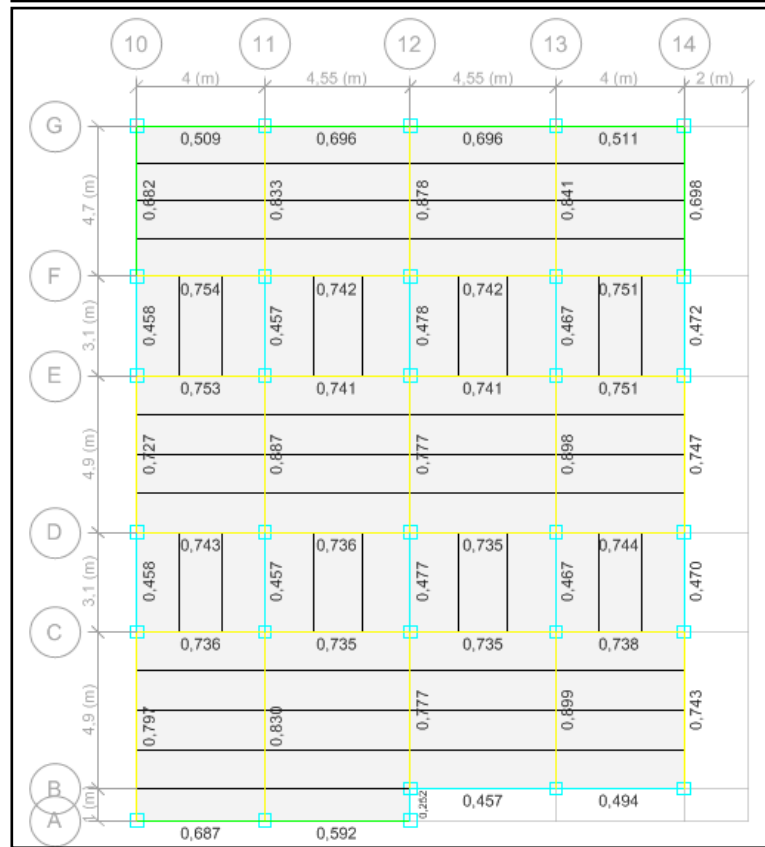 10 11 12 13 14
4 (m) 4,55 (m) 4,55 (m) 4 (m) 2 (m)
G
0,509 0,696 0,696 0,511
4,7 (m) 0,682 0,833 0,878 0,841 0,698
F
0,754 0,742 0,742 0,751
3,1 (m) 0,458 0,457 0,478 0,467 0,472
E
0,753 0,741 0,741 0,751
4,9 (m) 0,727 0,887 0,777 0,898 0,747
D
0,743 0,736 0,735 0,744
3,1 (m) 0,458 0,457 0,477 0,467 0,470
C
0,736 0,735 0,735 0,738
4,9 (m) 0,797 0,830 0,777 0,899 0,743
B
1 (m) 0,252 0,457 0,494
A
0,687 0,592